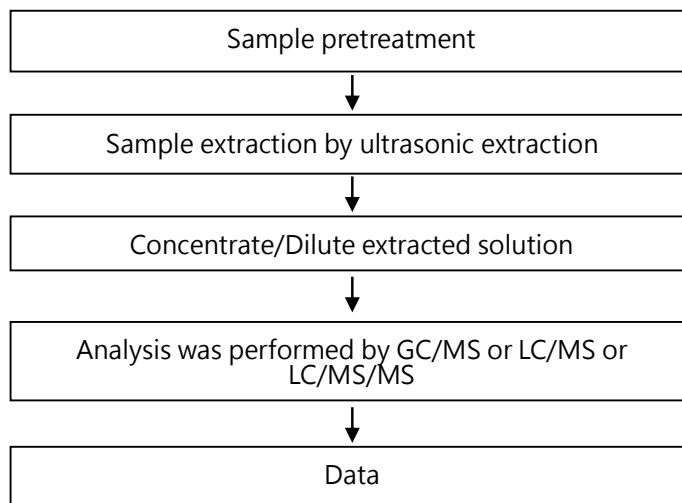 Sample pretreatment
Sample extraction by ultrasonic extraction
Concentrate/Dilute extracted solution
Analysis was performed by GC/MS or LC/MS or
LC/MS/MS
Data